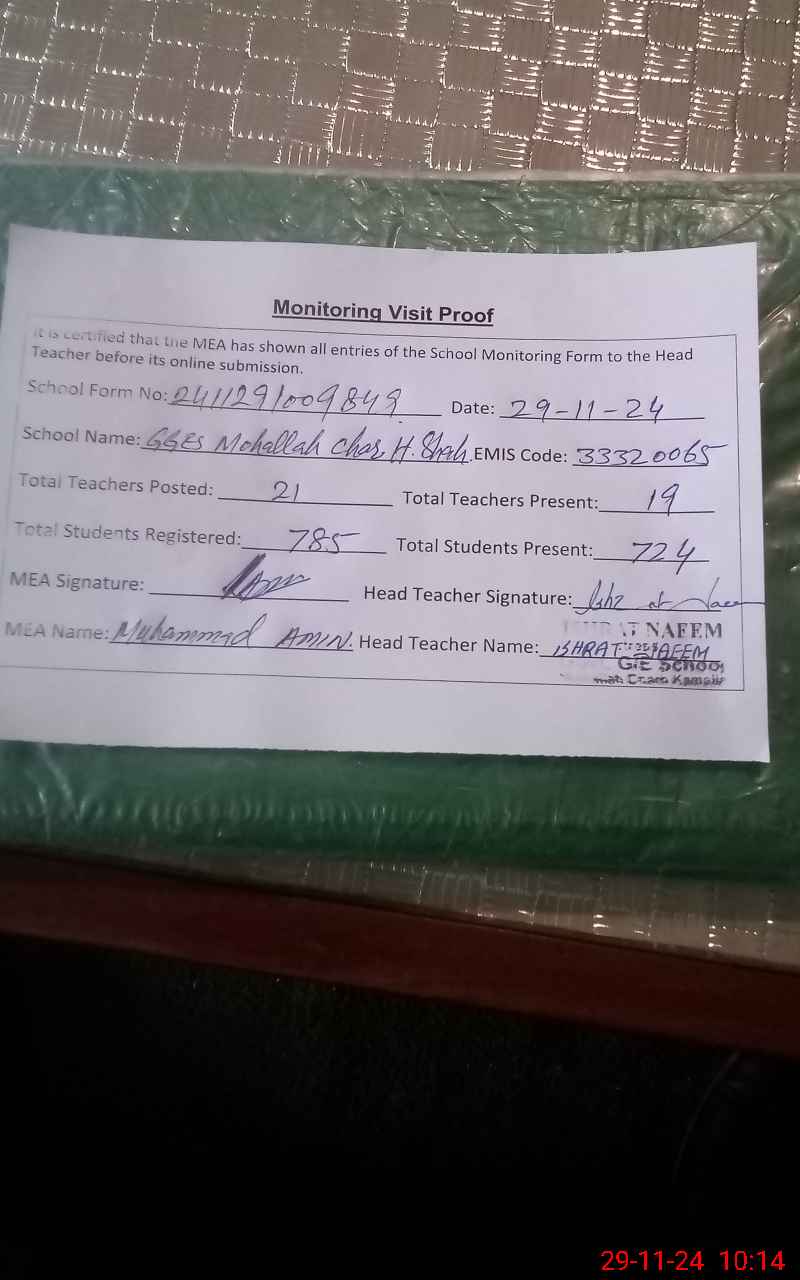 Monitoring Visit Proof
It is certified that the MEA has shown all entries of the School Monitoring Form to the Head
Teacher before its online submission.
School Form No: 2411291009849 Date: 29-11-24
School Name: GGES Mohallah Char H. Shah. EMIS Code: 33320065
Total Teachers Posted: 21 Total Teachers Present: 19
Total Students Registered: 785 Total Students Present: 724
MEA Signature: Head Teacher Signature: Ishrat Naeem
MEA Name: Muhammad AMIN. Head Teacher Name: ISHRAT NAEEM
NAEEM
School
29-11-24 10:14